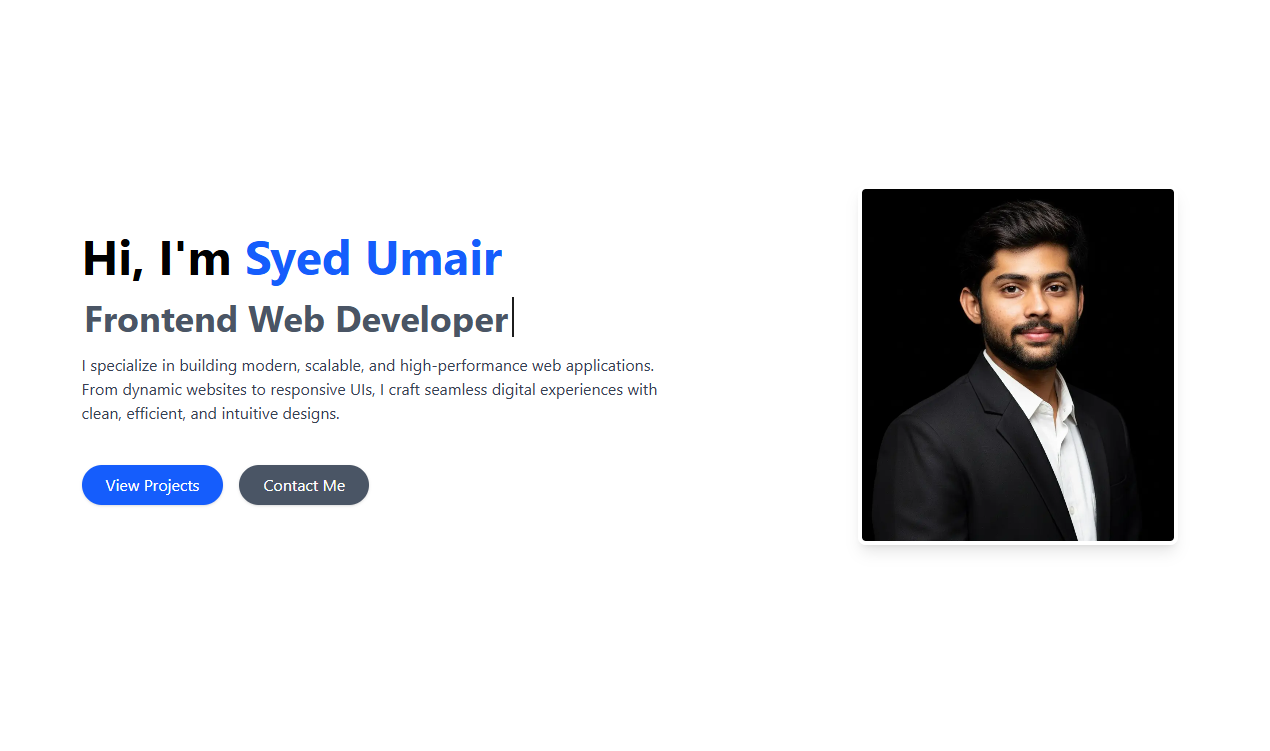 Hi, I'm Syed Umair
Frontend Web Developer
I specialize in building modern, scalable, and high-performance web applications.
From dynamic websites to responsive UIs, I craft seamless digital experiences with
clean, efficient, and intuitive designs.
View Projects
Contact Me